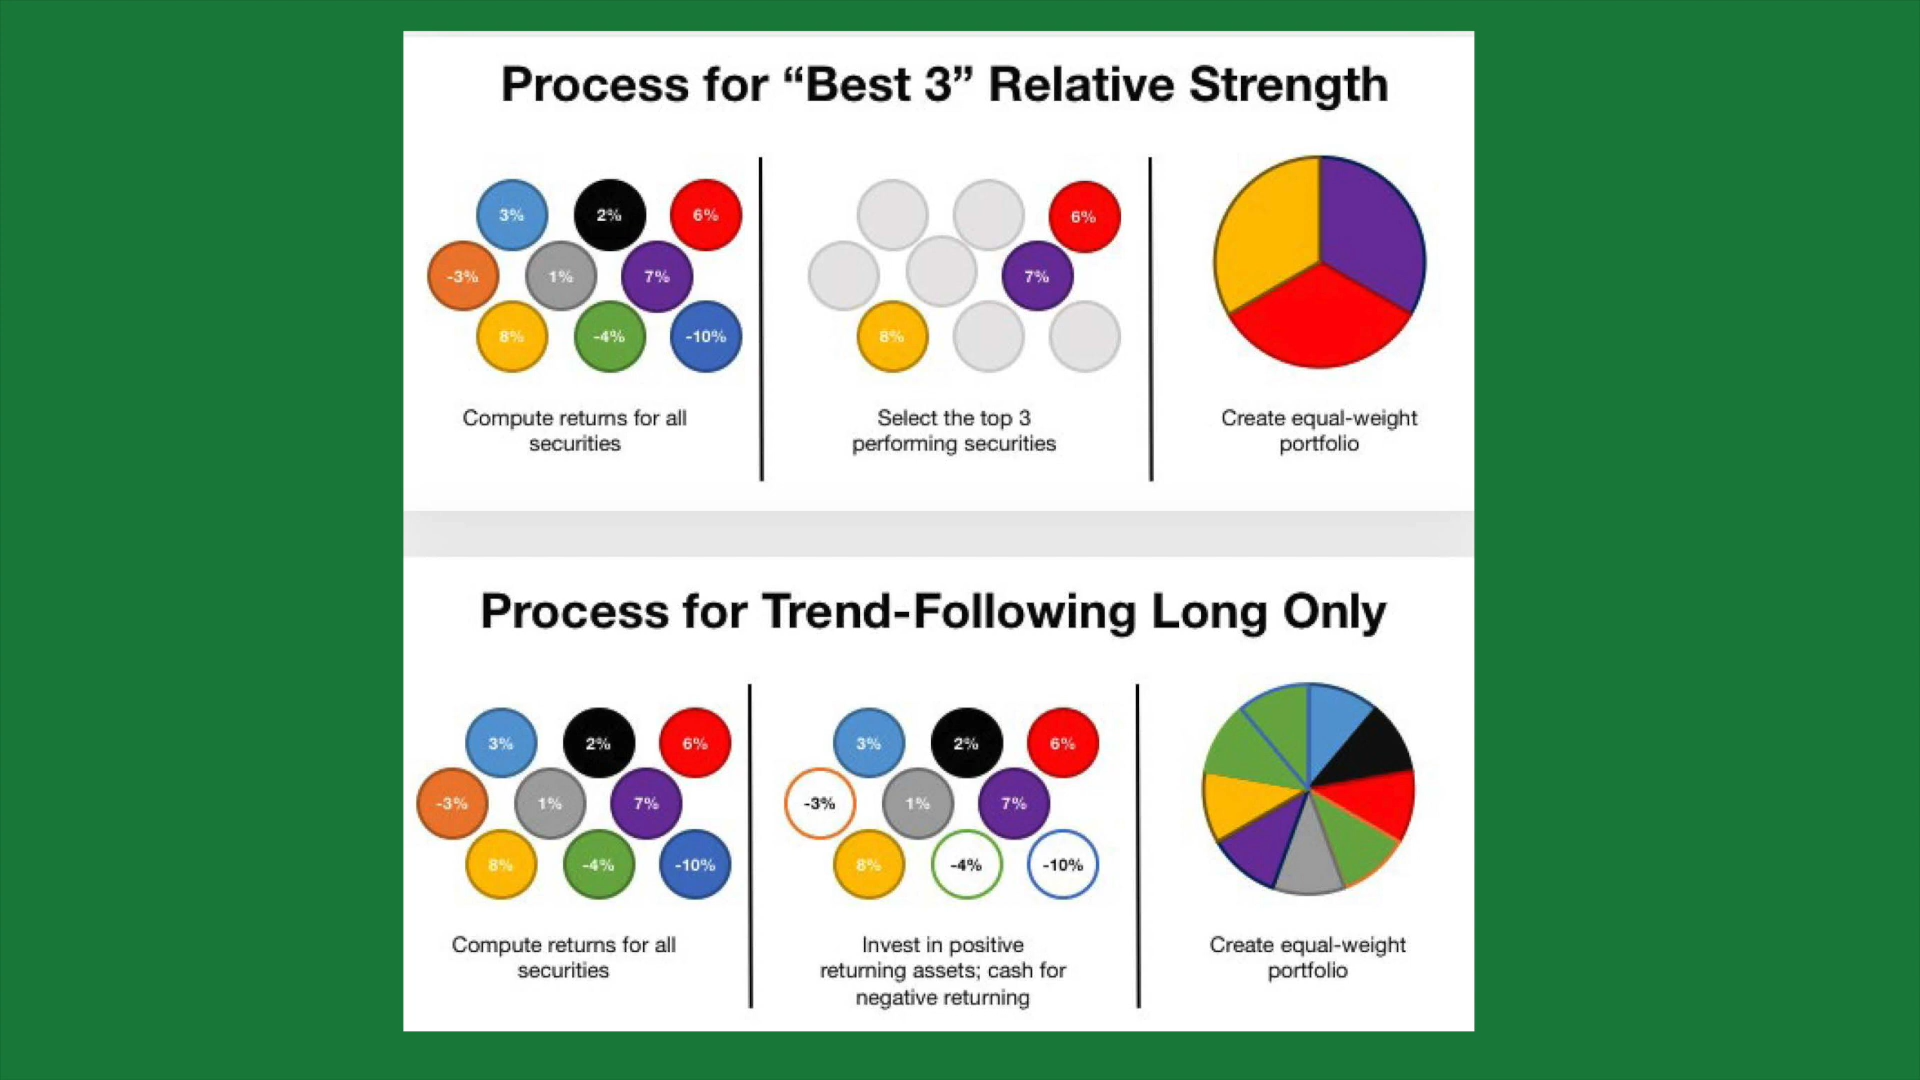 Process for “Best 3” Relative Strength
3%
2%
6%
-3%
1%
7%
8%
-4%
-10%
6%
7%
8%
Compute returns for all
securities
Select the top 3
performing securities
Create equal-weight
portfolio
Process for Trend-Following Long Only
3%
2%
6%
-3%
1%
7%
8%
-4%
-10%
3%
2%
6%
-3%
1%
7%
8%
-4%
-10%
Compute returns for all
securities
Invest in positive
returning assets; cash for
negative returning
Create equal-weight
portfolio